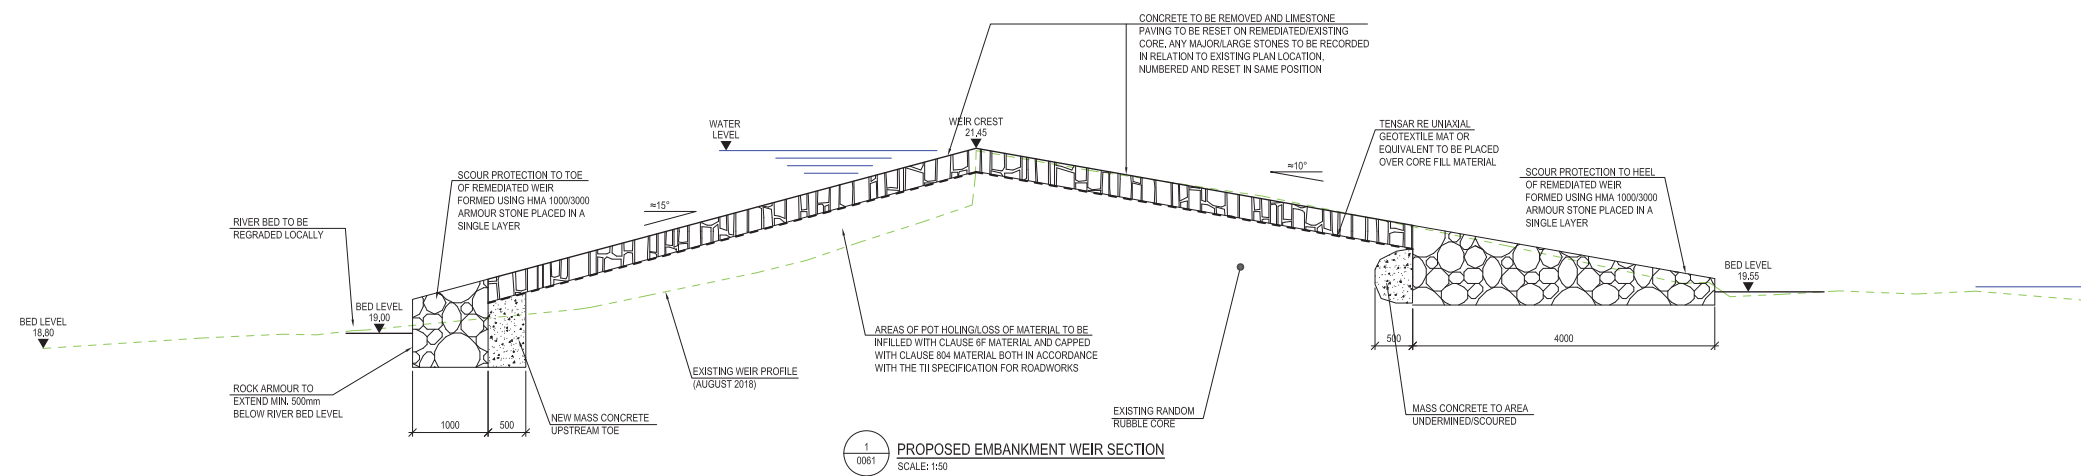 CONCRETE TO BE REMOVED AND LIMESTONE
PAVING TO BE RESET ON REMEDIATED/EXISTING
CORE, ANY MAJOR/LARGE STONES TO BE RECORDED
IN RELATION TO EXISTING PLAN LOCATION,
NUMBERED AND RESET IN SAME POSITION
WATER
LEVEL
WEIR CREST
21.45
TENSAR RE UNIAXIAL
GEOTEXTILE MAT OR
EQUIVALENT TO BE PLACED
OVER CORE FILL MATERIAL
≈10°
SCOUR PROTECTION TO TOE
OF REMEDIATED WEIR
FORMED USING HMA 1000/3000
ARMOUR STONE PLACED IN A
SINGLE LAYER
SCOUR PROTECTION TO HEEL
OF REMEDIATED WEIR
FORMED USING HMA 1000/3000
ARMOUR STONE PLACED IN A
SINGLE LAYER
≈15°
RIVER BED TO BE
REGRADED LOCALLY
BED LEVEL
19.55
BED LEVEL
19.00
BED LEVEL
18.80
AREAS OF POT HOLING/LOSS OF MATERIAL TO BE
INFILLED WITH CLAUSE 6F MATERIAL AND CAPPED
WITH CLAUSE 804 MATERIAL BOTH IN ACCORDANCE
WITH THE TII SPECIFICATION FOR ROADWORKS
500
4000
EXISTING WEIR PROFILE
(AUGUST 2018)
ROCK ARMOUR TO
EXTEND MIN. 500mm
BELOW RIVER BED LEVEL
1000
500
NEW MASS CONCRETE
UPSTREAM TOE
EXISTING RANDOM
RUBBLE CORE
MASS CONCRETE TO AREA
UNDERMINED/SCOURED
1
0061
PROPOSED EMBANKMENT WEIR SECTION
SCALE: 1:50